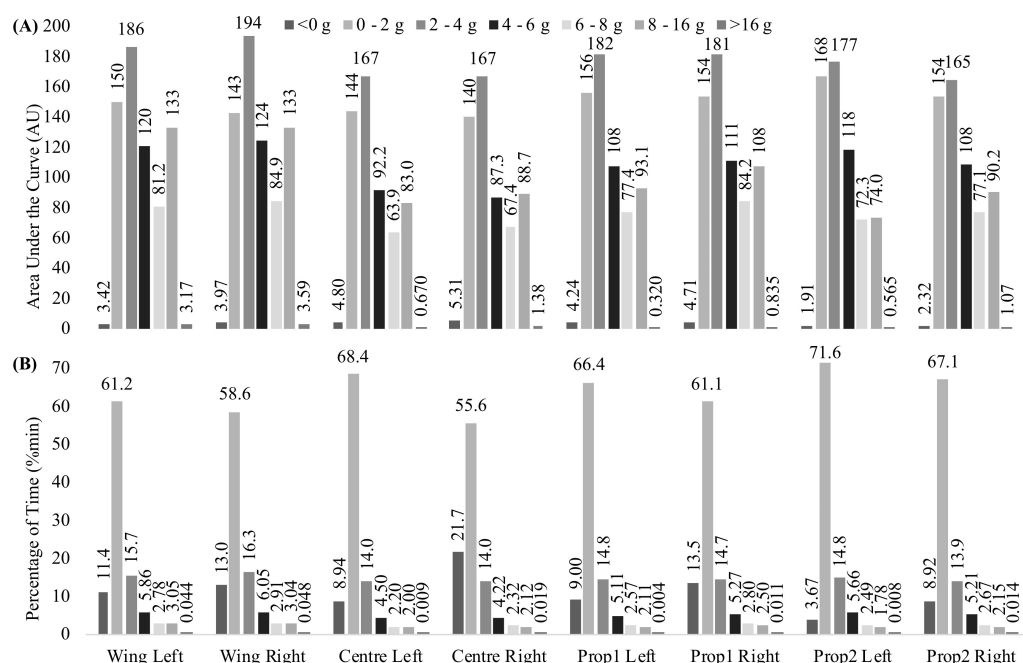 (A) <0 g 0 - 2 g 2 - 4 g 4 - 6 g 6 - 8 g 8 - 16 g >16 g
Area Under the Curve (AU)
200
180
160
140
120
100
80
60
40
20
0
3.42 150 186 120 81.2 133 3.17
3.97 143 194 124 84.9 133 3.59
4.80 144 167 92.2 63.9 83.0 0.670
5.31 140 167 87.3 67.4 88.7 1.38
4.24 156 182 108 77.4 93.1 0.320
4.71 154 181 111 84.2 108 0.835
1.91 168 177 118 72.3 74.0 0.565
2.32 154 165 108 77.1 90.2 1.07
(B)
Percentage of Time (%min)
70
60
50
40
30
20
10
0
11.4 61.2 15.7 5.86 2.78 3.05 0.044
13.0 58.6 16.3 6.05 2.91 3.04 0.048
8.94 68.4 14.0 4.50 2.20 2.00 0.009
21.7 55.6 14.0 4.22 2.32 2.12 0.019
9.00 66.4 14.8 5.11 2.57 2.11 0.004
13.5 61.1 14.7 5.27 2.80 2.50 0.011
3.67 71.6 14.8 5.66 2.49 1.78 0.008
8.92 67.1 13.9 5.21 2.67 2.15 0.014
Wing Left Wing Right Centre Left Centre Right Prop1 Left Prop1 Right Prop2 Left Prop2 Right